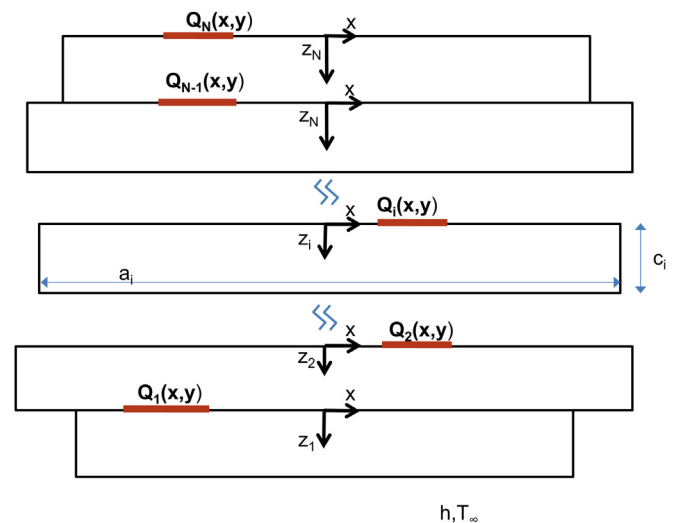 Q_N(x,y)
x
z_N
Q_N-1(x,y)
x
z_N
x
Q_i(x,y)
z_i
a_i
c_i
x
Q_2(x,y)
z_2
Q_1(x,y)
x
z_1
h,T_∞